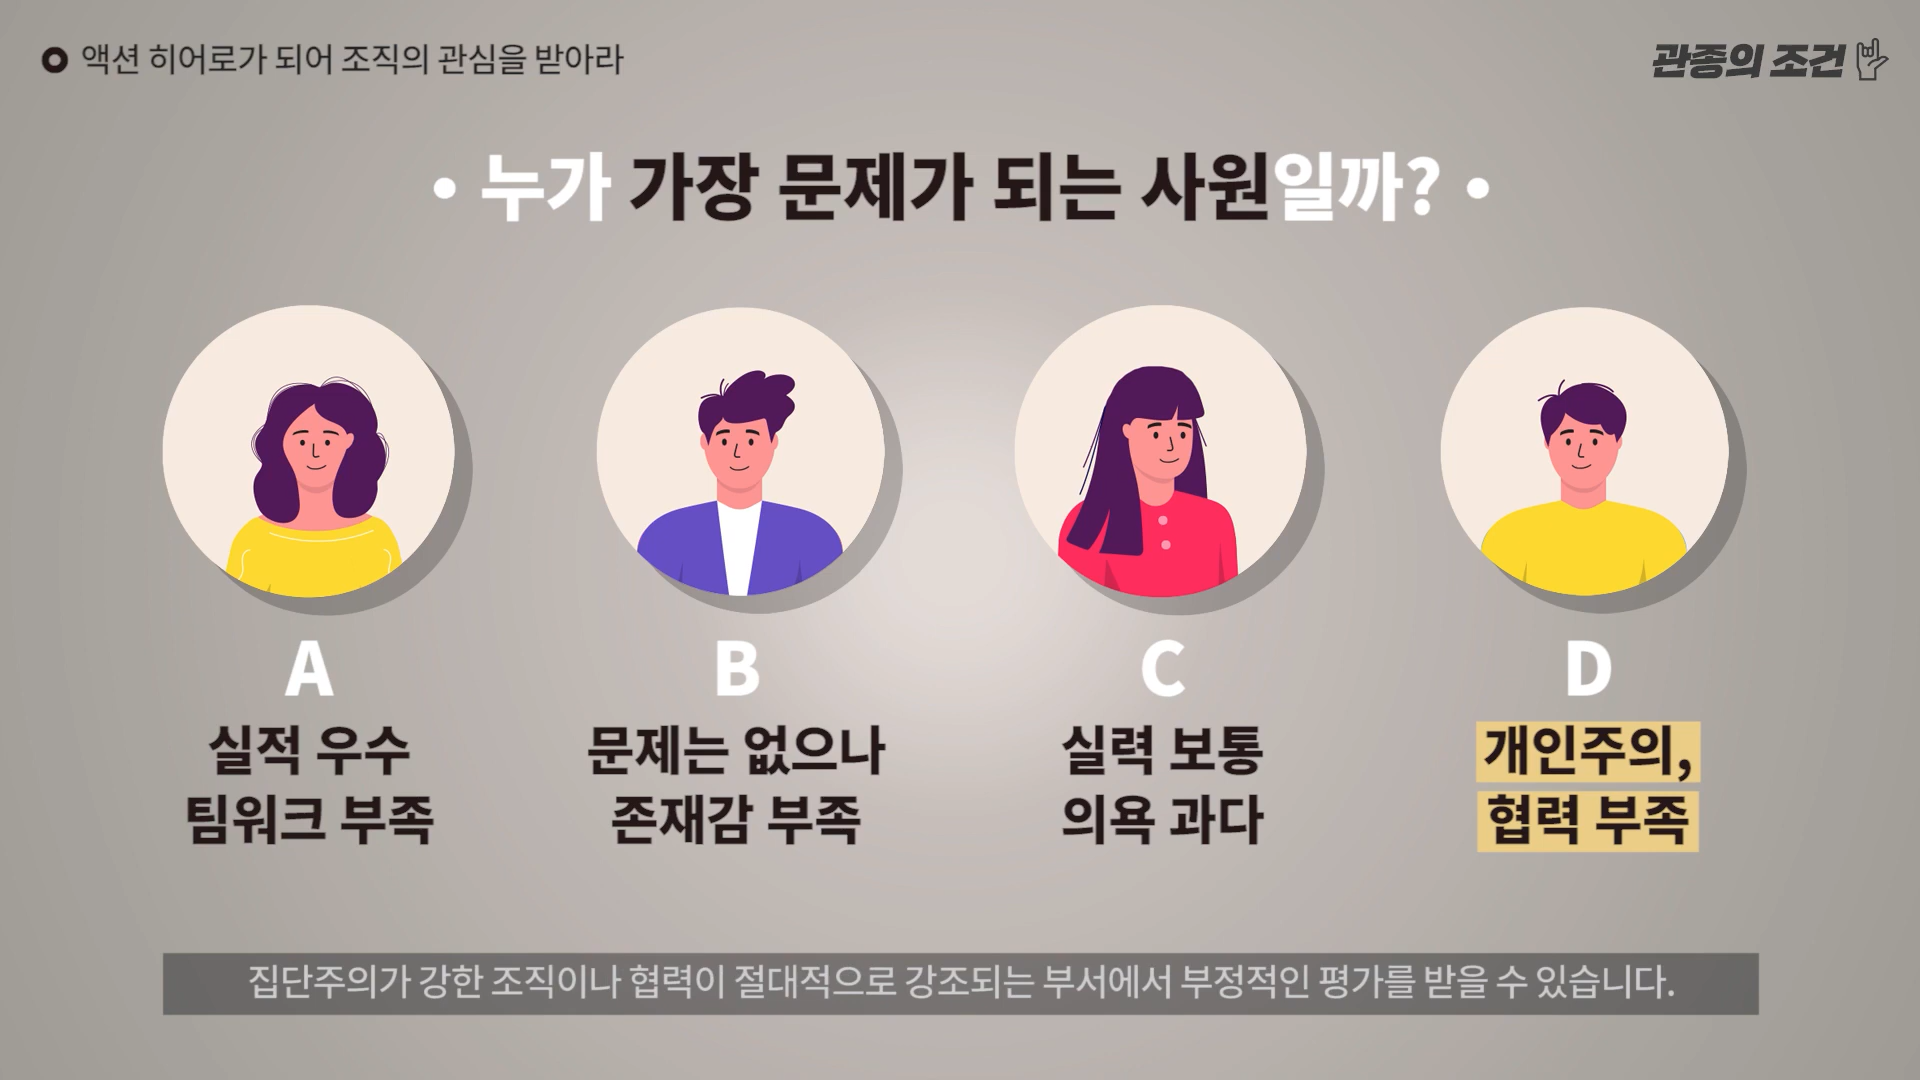 액션 히어로가 되어 조직의 관심을 받아라
관종의 조건
• 누가 가장 문제가 되는 사원일까? •
A
실적 우수
팀워크 부족
B
문제는 없으나
존재감 부족
C
실력 보통
의욕 과다
D
개인주의,
협력 부족
집단주의가 강한 조직이나 협력이 절대적으로 강조되는 부서에서 부정적인 평가를 받을 수 있습니다.